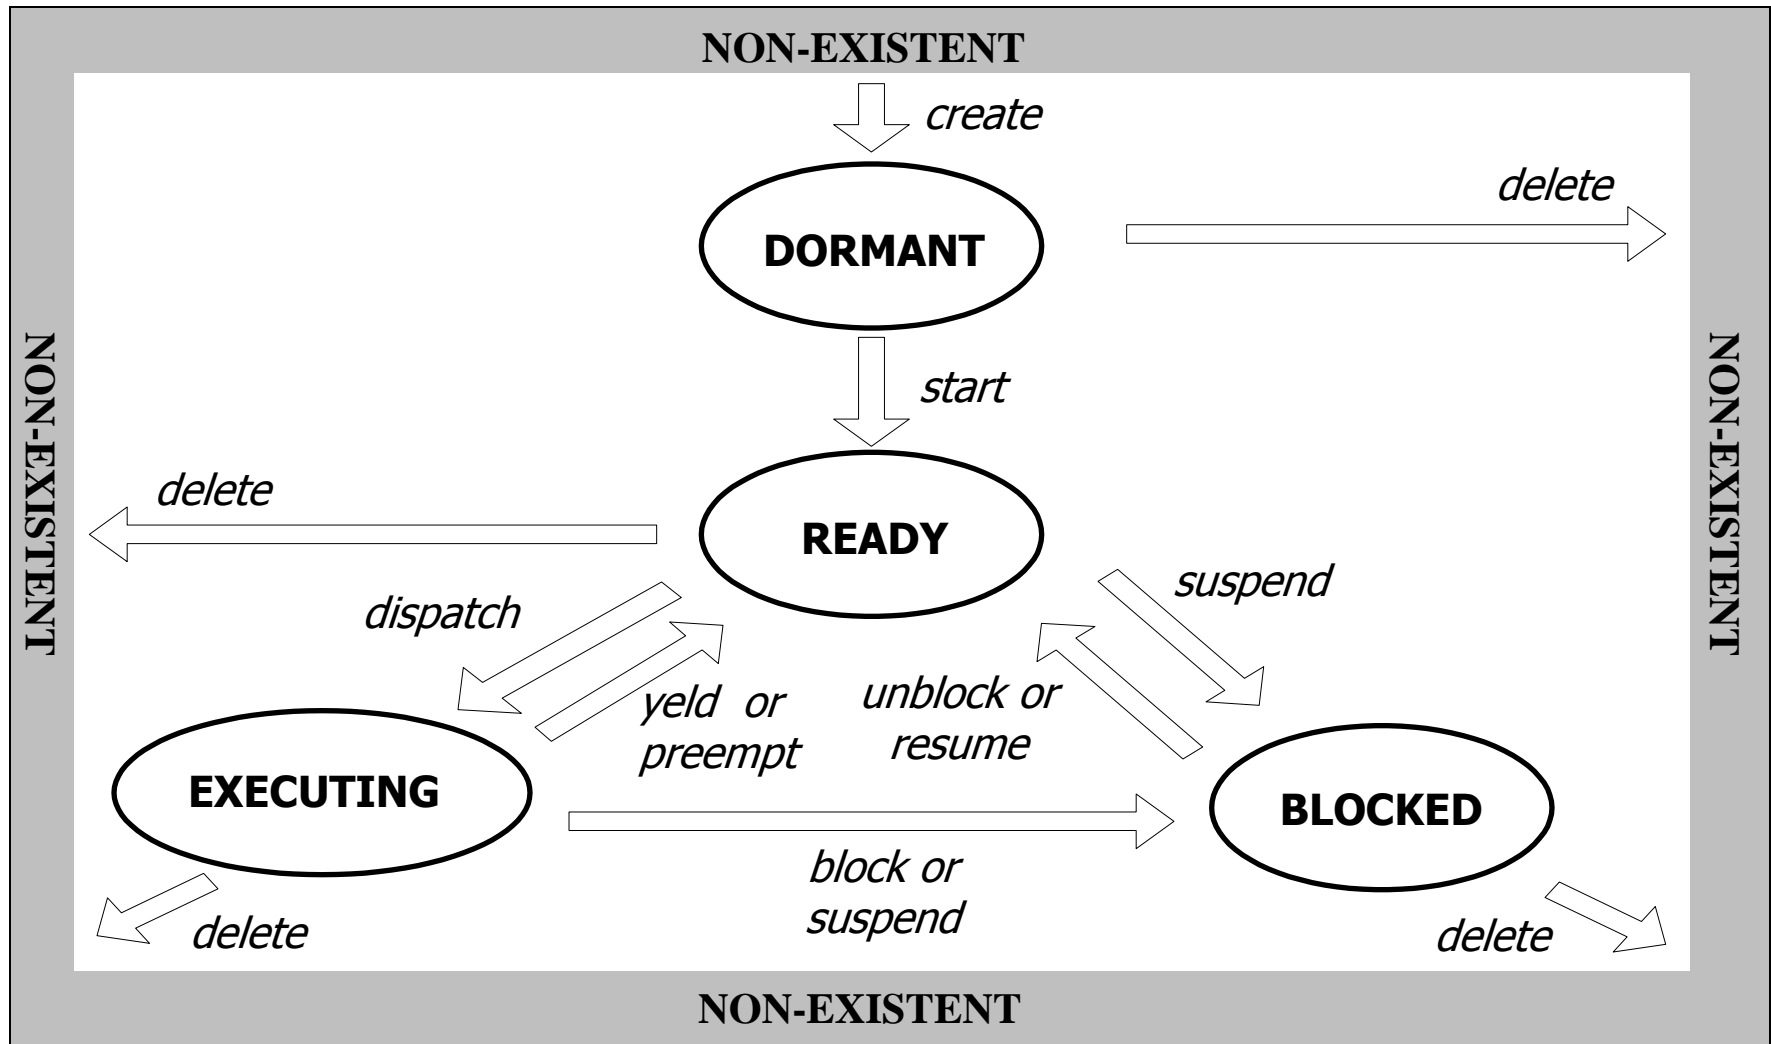 NON-EXISTENT
create
delete
DORMANT
NON-EXISTENT
NON-EXISTENT
start
delete
READY
suspend
dispatch
yeld or
preempt
unblock or
resume
EXECUTING
BLOCKED
block or
suspend
delete
delete
NON-EXISTENT